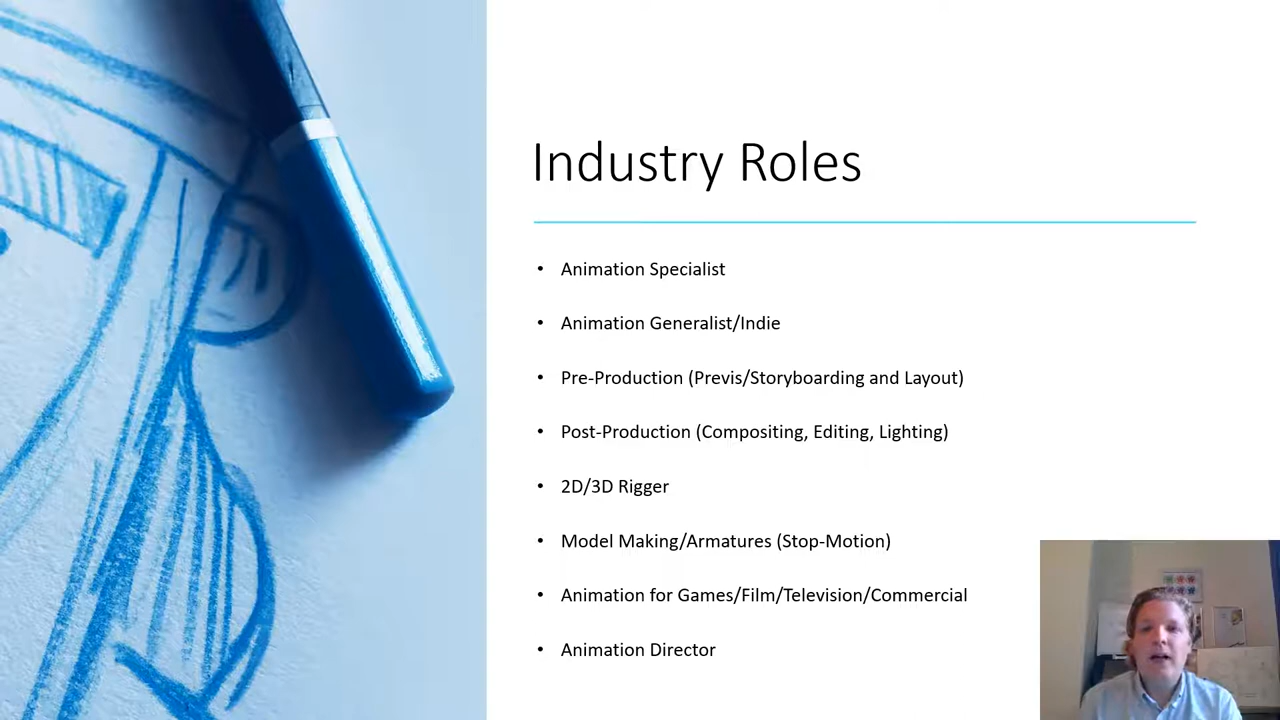 Industry Roles
• Animation Specialist
• Animation Generalist/Indie
• Pre-Production (Previs/Storyboarding and Layout)
• Post-Production (Compositing, Editing, Lighting)
• 2D/3D Rigger
• Model Making/Armatures (Stop-Motion)
• Animation for Games/Film/Television/Commercial
• Animation Director